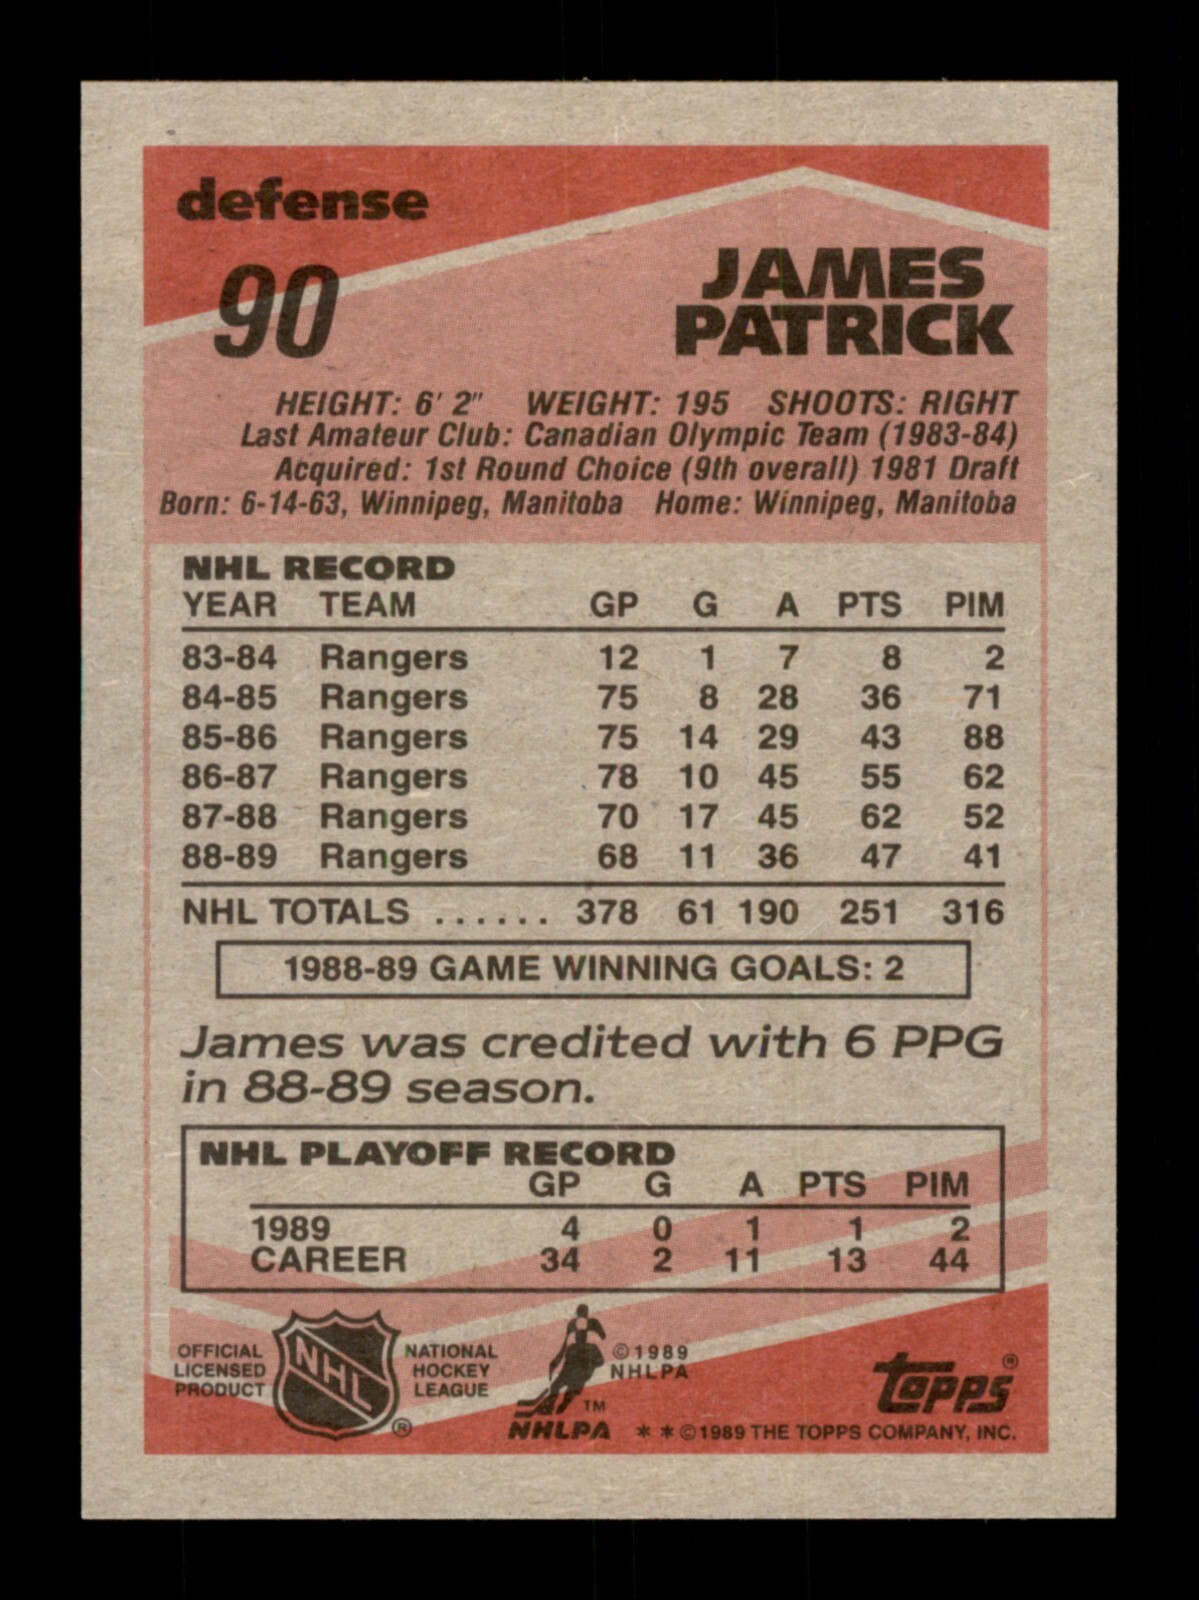 defense
90
JAMES
PATRICK
HEIGHT: 6' 2" WEIGHT: 195 SHOOTS: RIGHT
Last Amateur Club: Canadian Olympic Team (1983-84)
Acquired: 1st Round Choice (9th overall) 1981 Draft
Born: 6-14-63, Winnipeg, Manitoba Home: Winnipeg, Manitoba
NHL RECORD
YEAR TEAM GP G A PTS PIM
83-84 Rangers 12 1 7 8 2
84-85 Rangers 75 8 28 36 71
85-86 Rangers 75 14 29 43 88
86-87 Rangers 78 10 45 55 62
87-88 Rangers 70 17 45 62 52
88-89 Rangers 68 11 36 47 41
NHL TOTALS ...... 378 61 190 251 316
1988-89 GAME WINNING GOALS: 2
James was credited with 6 PPG
in 88-89 season.
NHL PLAYOFF RECORD
GP G A PTS PIM
1989 4 0 1 1 2
CAREER 34 2 11 13 44
OFFICIAL
LICENSED
PRODUCT
NHL
®
NATIONAL
HOCKEY
LEAGUE
TM
NHLPA
©1989
NHLPA
topps®
**©1989 THE TOPPS COMPANY, INC.